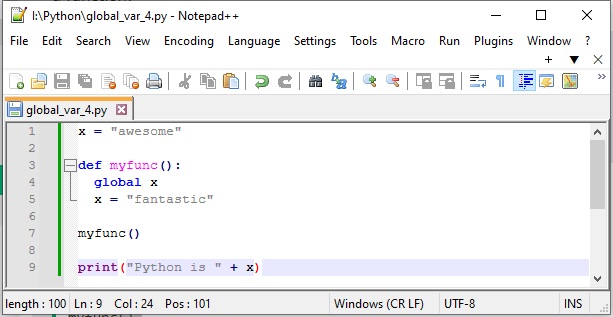 I:\Python\global_var_4.py - Notepad++
File Edit Search View Encoding Language Settings Tools Macro Run Plugins Window ?
+ ▼ X
global_var_4.py
1 x = "awesome"
2
3 def myfunc():
4   global x
5   x = "fantastic"
6
7 myfunc()
8
9 print("Python is " + x)
length : 100 Ln : 9 Col : 24 Pos : 101 Windows (CR LF) UTF-8 INS
myfunc()